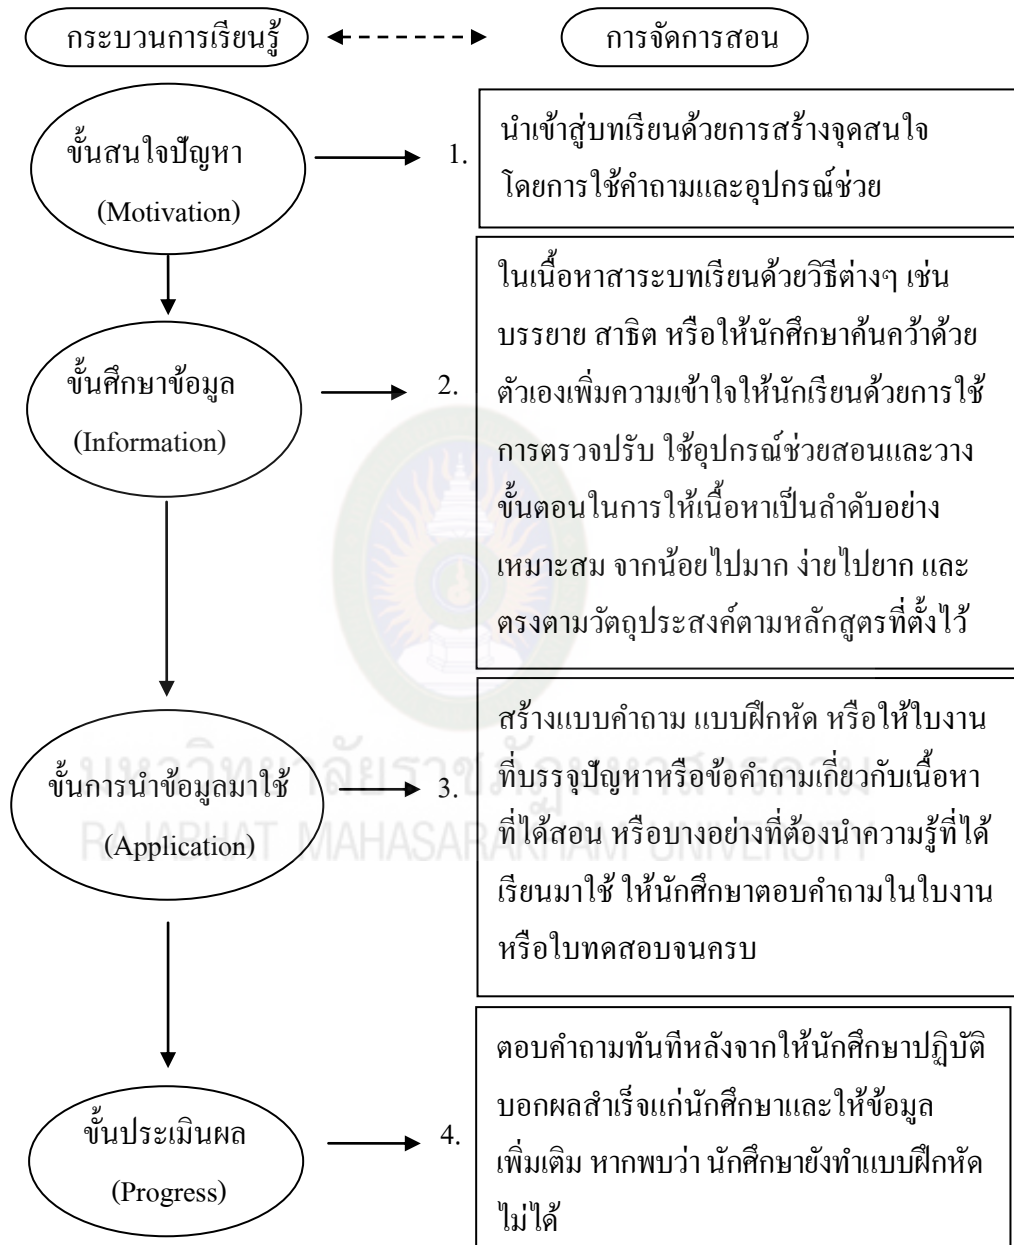 กระบวนการเรียนรู้
การจัดการสอน
ขั้นสนใจปัญหา
(Motivation)
1.
นำเข้าสู่บทเรียนด้วยการสร้างจุดสนใจ
โดยการใช้คำถามและอุปกรณ์ช่วย
ขั้นศึกษาข้อมูล
(Information)
2.
ในเนื้อหาสาระบทเรียนด้วยวิธีต่างๆ เช่น
บรรยาย สาธิต หรือให้นักศึกษาค้นคว้าด้วย
ตัวเองเพิ่มความเข้าใจให้นักเรียนด้วยการใช้
การตรวจปรับ ใช้อุปกรณ์ช่วยสอนและวาง
ขั้นตอนในการให้เนื้อหาเป็นลำดับอย่าง
เหมาะสม จากน้อยไปมาก ง่ายไปยาก และ
ตรงตามวัตถุประสงค์ตามหลักสูตรที่ตั้งไว้
ขั้นการนำข้อมูลมาใช้
(Application)
3.
สร้างแบบคำถาม แบบฝึกหัด หรือให้ใบงาน
ที่บรรจุปัญหาหรือข้อคำถามเกี่ยวกับเนื้อหา
ที่ได้สอน หรือบางอย่างที่ต้องนำความรู้ที่ได้
เรียนมาใช้ ให้นักศึกษาตอบคำถามในใบงาน
หรือใบทดสอบจนครบ
มหาวิทยาลัยราชภัฏมหาสารคาม
RAJABHAT MAHASARAKHAM UNIVERSITY
ขั้นประเมินผล
(Progress)
4.
ตอบคำถามทันทีหลังจากให้นักศึกษาปฏิบัติ
บอกผลสำเร็จแก่นักศึกษาและให้ข้อมูล
เพิ่มเติม หากพบว่า นักศึกษายังทำแบบฝึกหัด
ไม่ได้